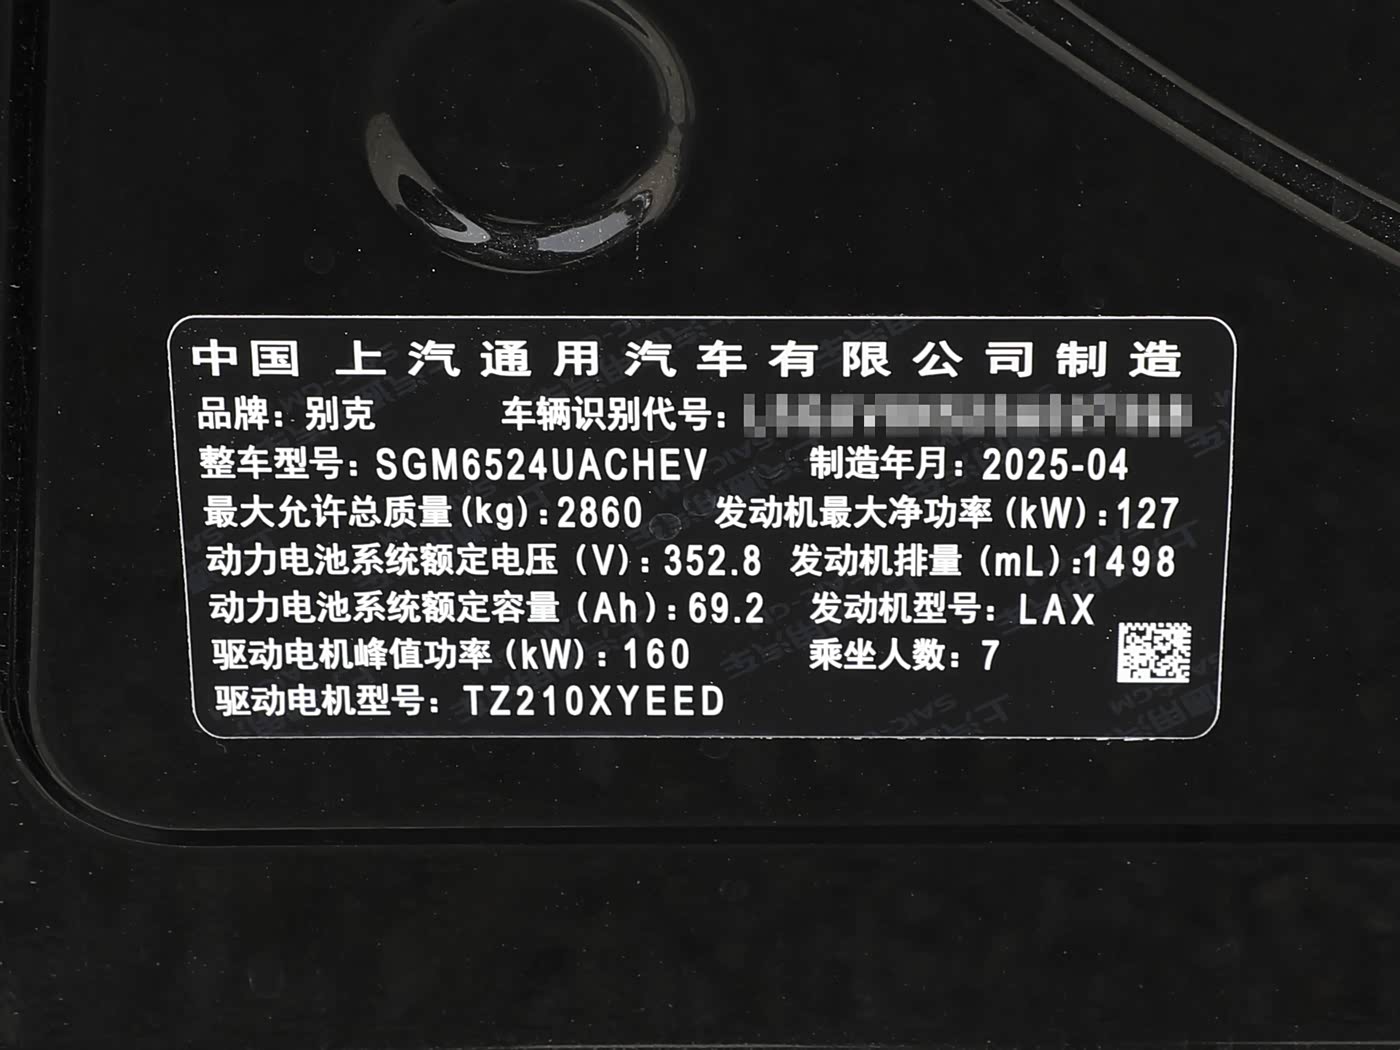 中国 上汽通用汽车有限公司制造
品牌：别克 车辆识别代号：
整车型号：SGM6524UACHEV 制造年月：2025-04
最大允许总质量(kg)：2860 发动机最大净功率(kW)：127
动力电池系统额定电压(V)：352.8 发动机排量(mL)：1498
动力电池系统额定容量(Ah)：69.2 发动机型号：LAX
驱动电机峰值功率(kW)：160 乘坐人数：7
驱动电机型号：TZ210XYEED